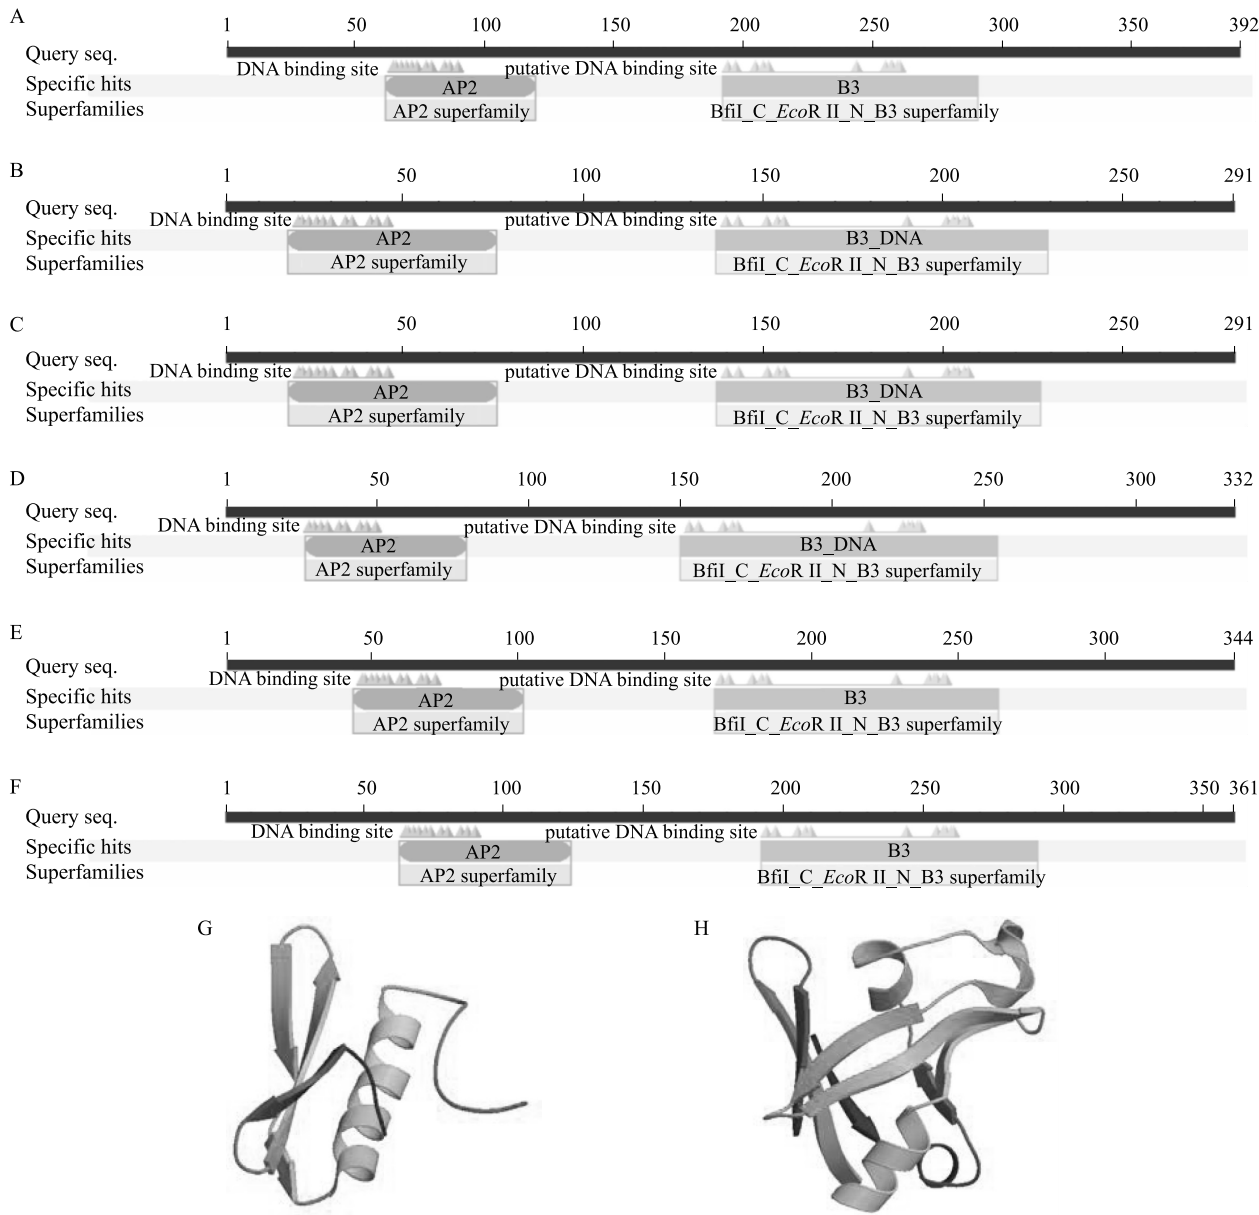 A
1 50 100 150 200 250 300 350 392
Query seq.
DNA binding site putative DNA binding site
Specific hits AP2 B3
Superfamilies AP2 superfamily BfiI_C_EcoR II_N_B3 superfamily
B
1 50 100 150 200 250 291
Query seq.
DNA binding site putative DNA binding site
Specific hits AP2 B3_DNA
Superfamilies AP2 superfamily BfiI_C_EcoR II_N_B3 superfamily
C
1 50 100 150 200 250 291
Query seq.
DNA binding site putative DNA binding site
Specific hits AP2 B3_DNA
Superfamilies AP2 superfamily BfiI_C_EcoR II_N_B3 superfamily
D
1 50 100 150 200 250 300 332
Query seq.
DNA binding site putative DNA binding site
Specific hits AP2 B3_DNA
Superfamilies AP2 superfamily BfiI_C_EcoR II_N_B3 superfamily
E
1 50 100 150 200 250 300 344
Query seq.
DNA binding site putative DNA binding site
Specific hits AP2 B3
Superfamilies AP2 superfamily BfiI_C_EcoR II_N_B3 superfamily
F
1 50 100 150 200 250 300 350 361
Query seq.
DNA binding site putative DNA binding site
Specific hits AP2 B3
Superfamilies AP2 superfamily BfiI_C_EcoR II_N_B3 superfamily
G H